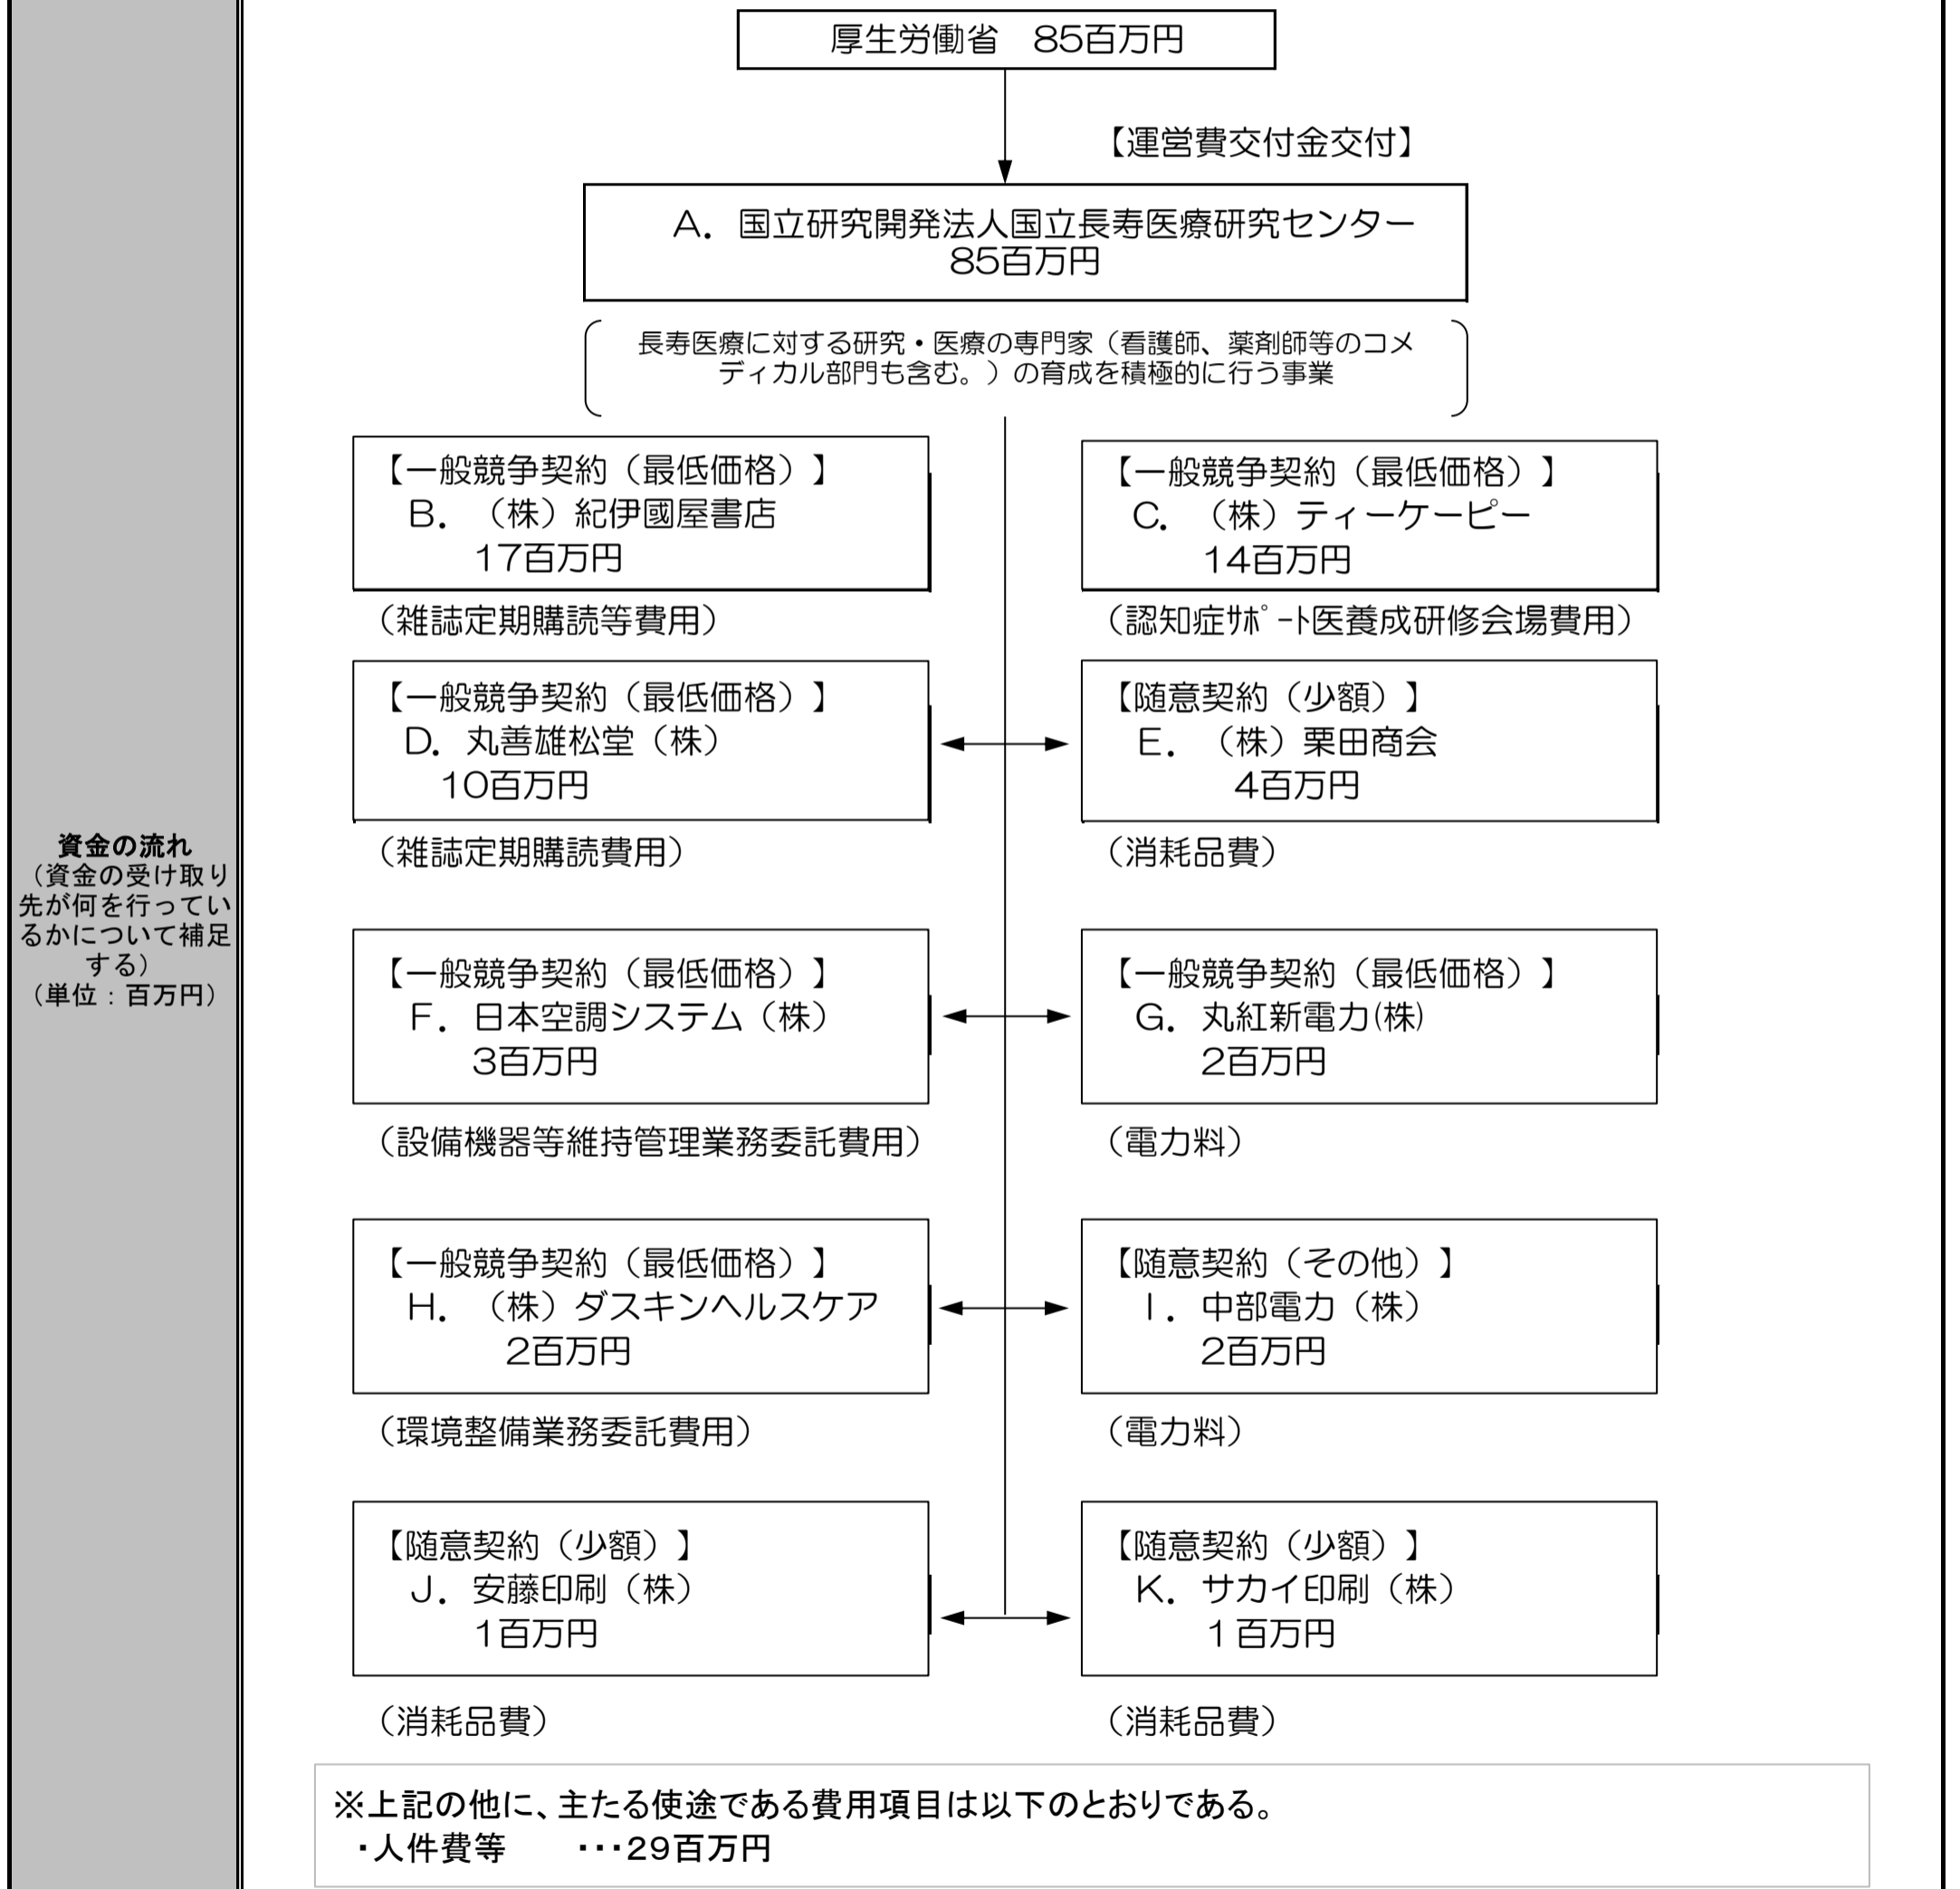 資金の流れ
（資金の受け取り
先が何を行ってい
るかについて補足
する）
（単位：百万円）
厚生労働省　85百万円
【運営費交付金交付】
A．国立研究開発法人国立長寿医療研究センター
85百万円
長寿医療に対する研究・医療の専門家（看護師、薬剤師等のコメ
ディカル部門も含む。）の育成を積極的に行う事業
【一般競争契約（最低価格）】
B．（株）紀伊國屋書店
17百万円
（雑誌定期購読等費用）
【一般競争契約（最低価格）】
C．（株）ティーケーピー
14百万円
（認知症ｻﾎﾟｰﾄ医養成研修会場費用）
【一般競争契約（最低価格）】
D．丸善雄松堂（株）
10百万円
（雑誌定期購読費用）
【随意契約（少額）】
E．（株）栗田商会
4百万円
（消耗品費）
【一般競争契約（最低価格）】
F．日本空調システム（株）
3百万円
（設備機器等維持管理業務委託費用）
【一般競争契約（最低価格）】
G．丸紅新電力(株)
2百万円
（電力料）
【一般競争契約（最低価格）】
H．（株）ダスキンヘルスケア
2百万円
（環境整備業務委託費用）
【随意契約（その他）】
I．中部電力（株）
2百万円
（電力料）
【随意契約（少額）】
J．安藤印刷（株）
1百万円
（消耗品費）
【随意契約（少額）】
K．サカイ印刷（株）
１百万円
（消耗品費）
※上記の他に、主たる使途である費用項目は以下のとおりである。
・人件費等　　・・・29百万円